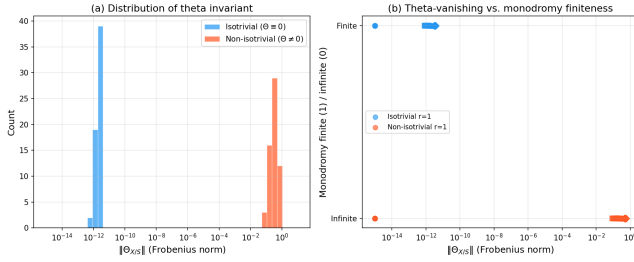 (a) Distribution of theta invariant
40
35
30
25
20
15
10
5
0
Count
Isotrivial (Θ ≡ 0)
Non-isotrivial (Θ ≠ 0)
10⁻¹⁴ 10⁻¹² 10⁻¹⁰ 10⁻⁸ 10⁻⁶ 10⁻⁴ 10⁻² 10⁰
‖Θ_{X/S}‖ (Frobenius norm)
(b) Theta-vanishing vs. monodromy finiteness
Finite
Infinite
Monodromy finite (1) / infinite (0)
Isotrivial r=1
Non-isotrivial r=1
10⁻¹⁴ 10⁻¹² 10⁻¹⁰ 10⁻⁸ 10⁻⁶ 10⁻⁴ 10⁻² 10⁰
‖Θ_{X/S}‖ (Frobenius norm)